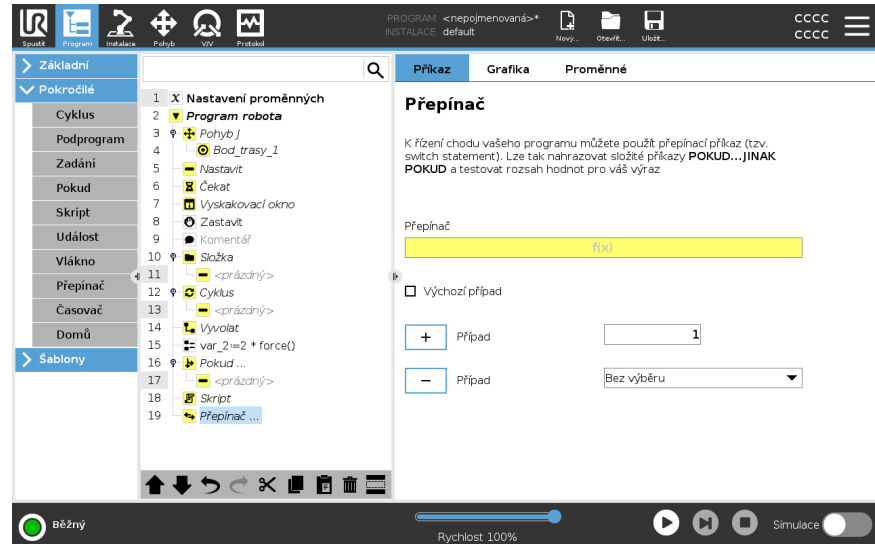 PROGRAM <nepojmenovaná>*
INSTALACE default
Spustit Program Instalace Pohyb V/V Protokol
Nový... Otevřít... Uložit...
CCCC
CCCC
Základní
Pokročilé
Cyklus
Podprogram
Zadání
Pokud
Skript
Událost
Vlákno
Přepínač
Časovač
Domů
Šablony
1 X Nastavení proměnných
2 Program robota
3 Pohyb J
4 Bod_trasy_1
5 Nastavit
6 Čekat
7 Vyskakovací okno
8 Zastavit
9 Komentář
10 Složka
11 <prázdný>
12 Cyklus
13 <prázdný>
14 Vyvolat
15 var_2:=2 * force()
16 Pokud ...
17 <prázdný>
18 Skript
19 Přepínač ...
Příkaz Grafika Proměnné
Přepínač
K řízení chodu vašeho programu můžete použít přepínací příkaz (tzv.
switch statement). Lze tak nahrazovat složité příkazy POKUD...JINAK
POKUD a testovat rozsah hodnot pro váš výraz
Přepínač
f(x)
Výchozí případ
+ Případ 1
− Případ Bez výběru
Běžný
Rychlost 100%
Simulace